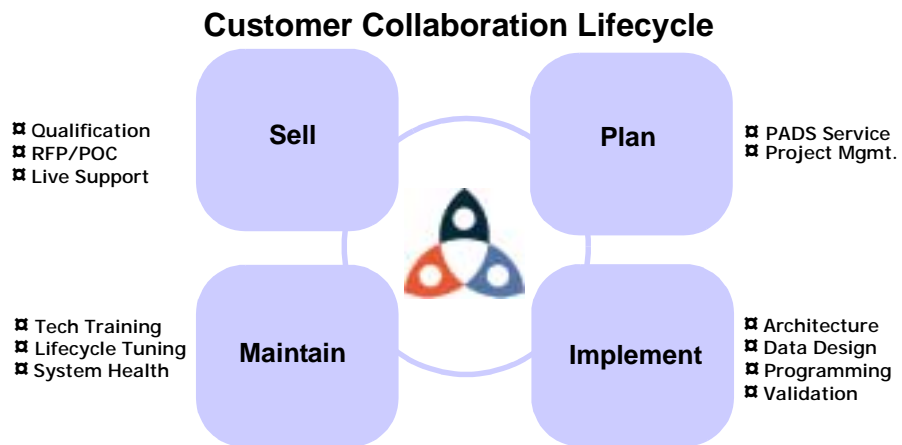 Customer Collaboration Lifecycle
Sell
¤ Qualification
¤ RFP/POC
¤ Live Support
Plan
¤ PADS Service
¤ Project Mgmt.
Maintain
¤ Tech Training
¤ Lifecycle Tuning
¤ System Health
Implement
¤ Architecture
¤ Data Design
¤ Programming
¤ Validation